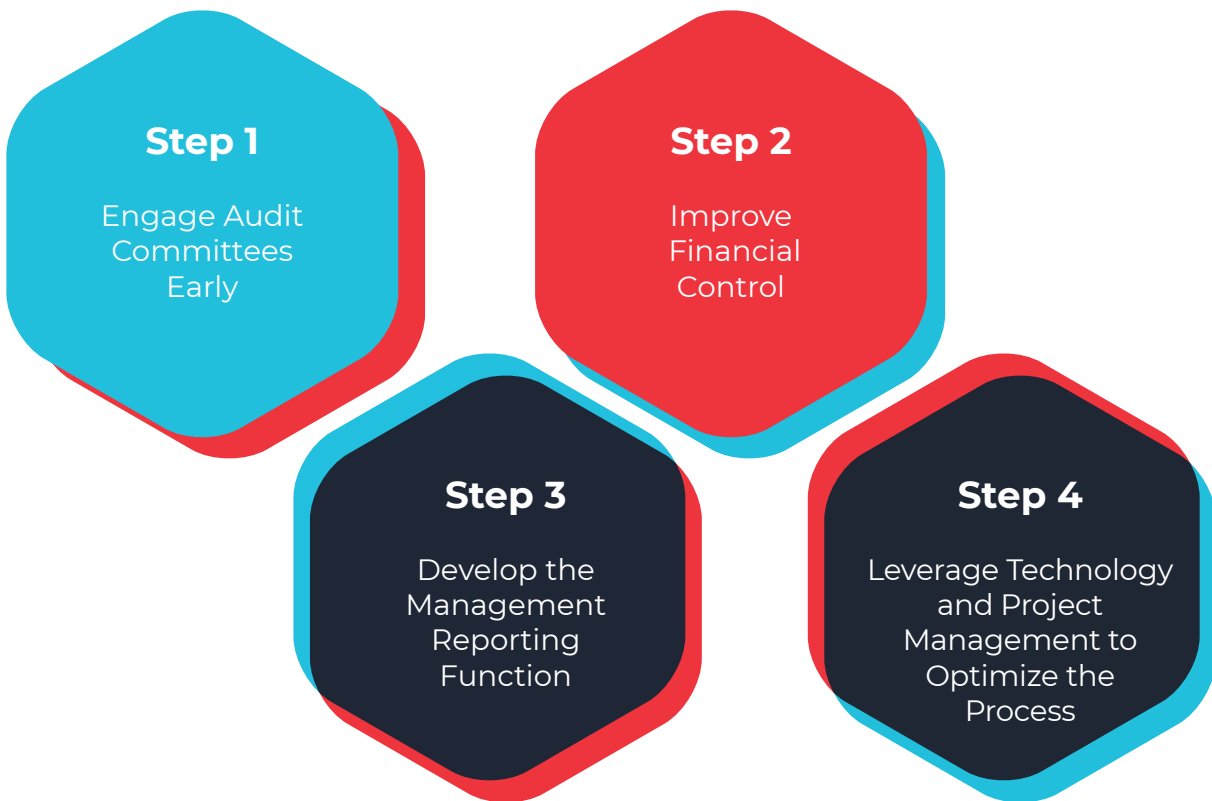 Step 1
Engage Audit
Committees
Early
Step 2
Improve
Financial
Control
Step 3
Develop the
Management
Reporting
Function
Step 4
Leverage Technology
and Project
Management to
Optimize the
Process